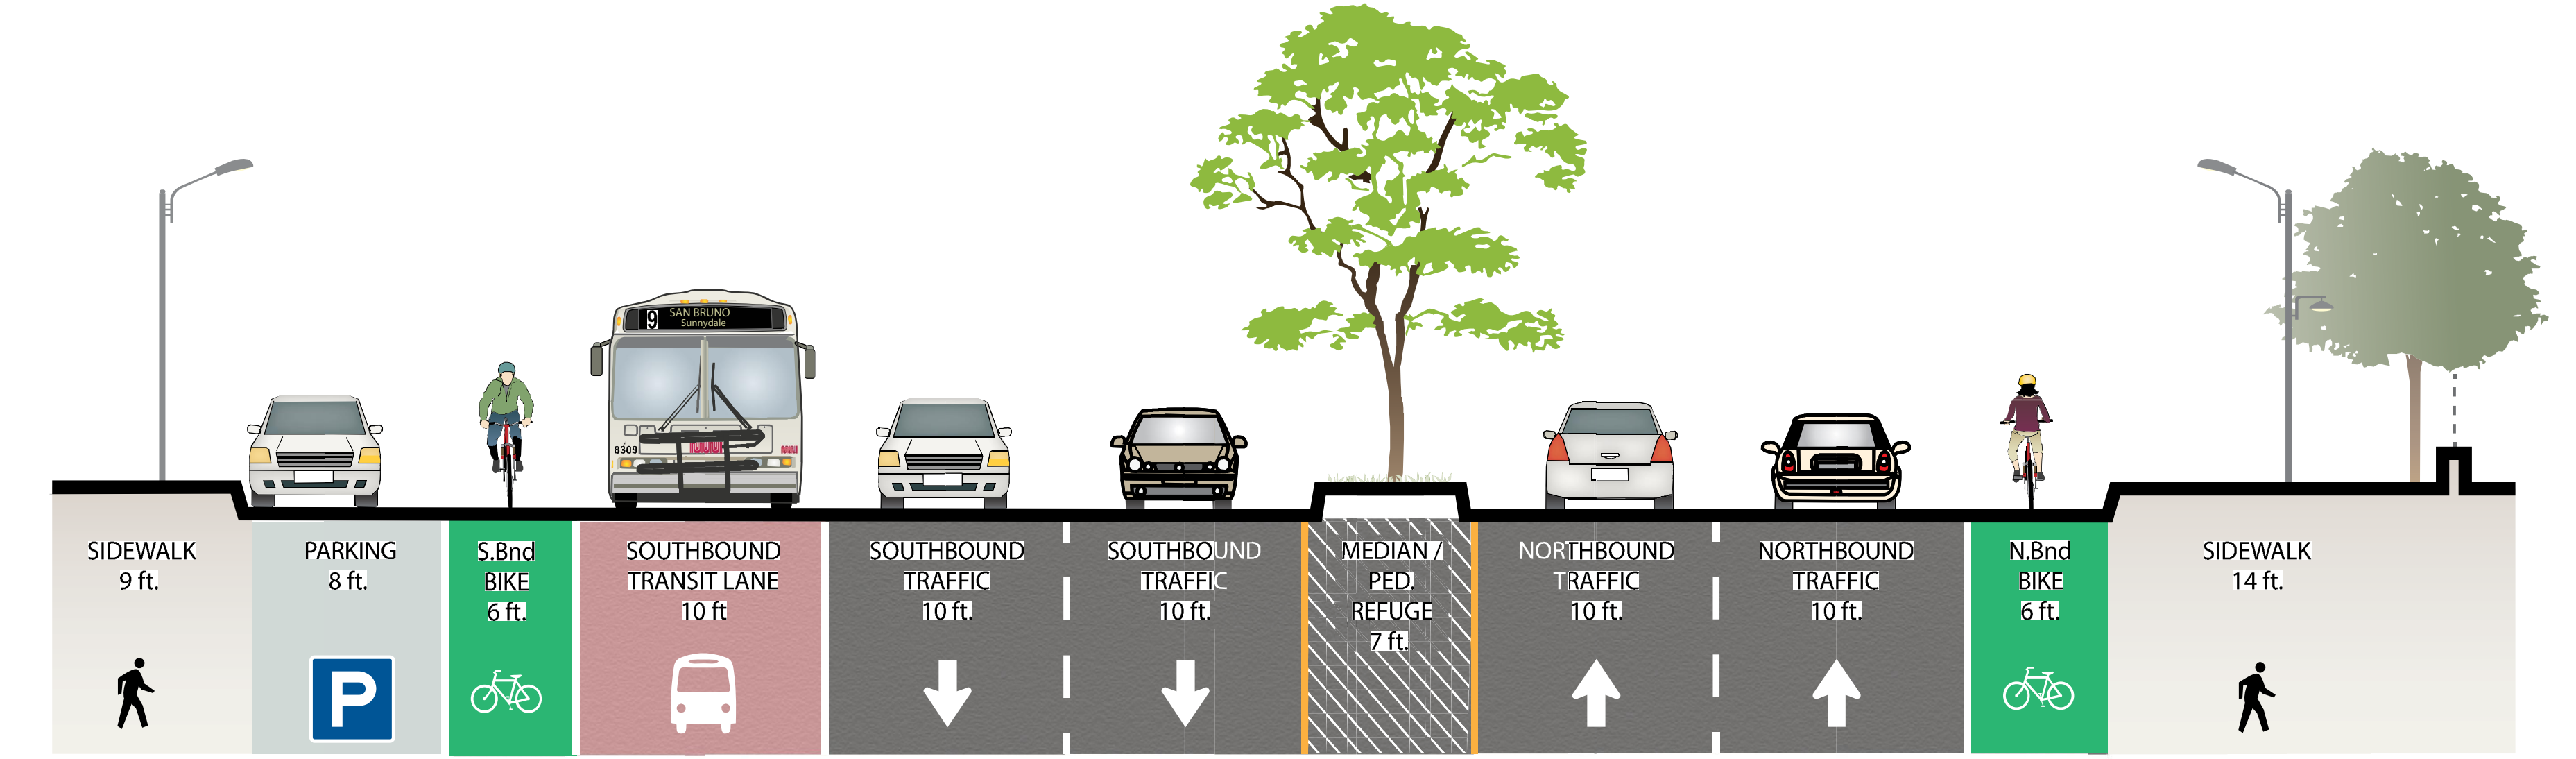 9
SAN BRUNO
Sunnydale
8309
SIDEWALK
9 ft.
PARKING
8 ft.
P
S.Bnd
BIKE
6 ft.
SOUTHBOUND
TRANSIT LANE
10 ft
SOUTHBOUND
TRAFFIC
10 ft.
SOUTHBOUND
TRAFFIC
10 ft.
MEDIAN /
PED.
REFUGE
7 ft.
NORTHBOUND
TRAFFIC
10 ft.
NORTHBOUND
TRAFFIC
10 ft.
N.Bnd
BIKE
6 ft.
SIDEWALK
14 ft.